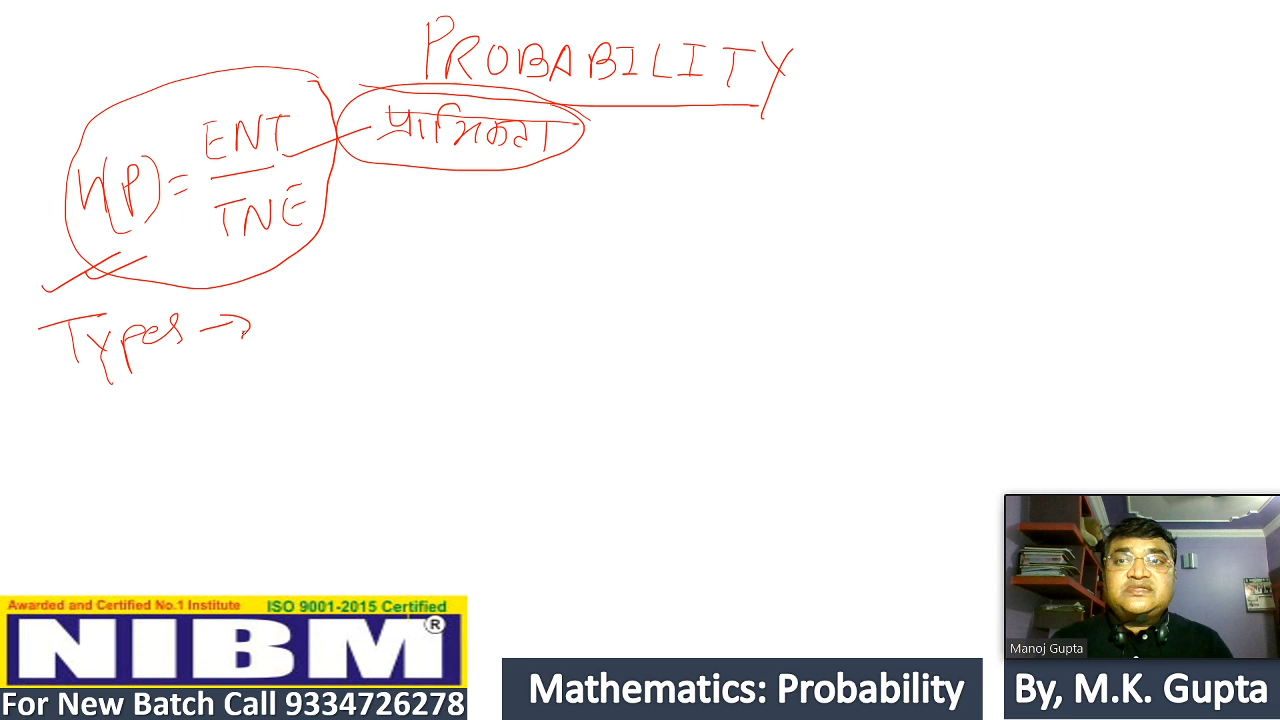 PROBABILITY
प्रायिकता
n(P) = ENT
TNE
Types →
Manoj Gupta
Awarded and Certified No.1 Institute ISO 9001-2015 Certified
NIBM®
For New Batch Call 9334726278
Mathematics: Probability
By, M.K. Gupta